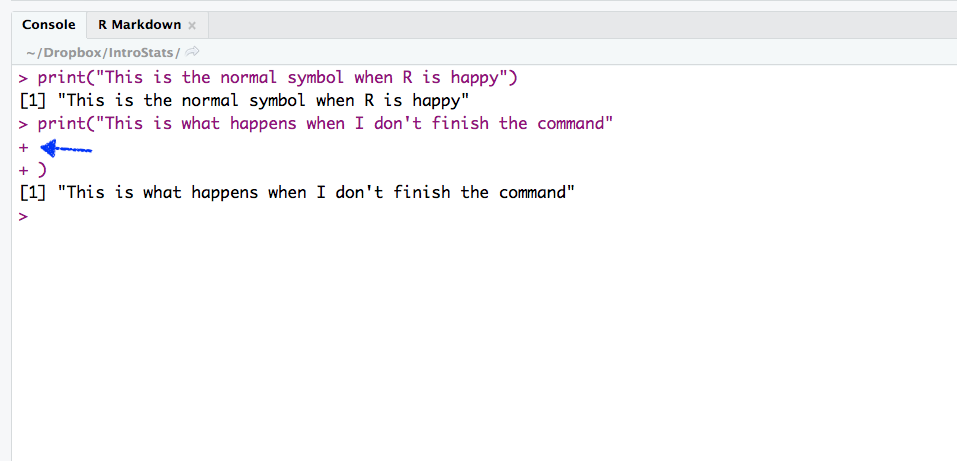 Console R Markdown ×
~/Dropbox/IntroStats/
> print("This is the normal symbol when R is happy")
[1] "This is the normal symbol when R is happy"
> print("This is what happens when I don't finish the command"
+
+ )
[1] "This is what happens when I don't finish the command"
>